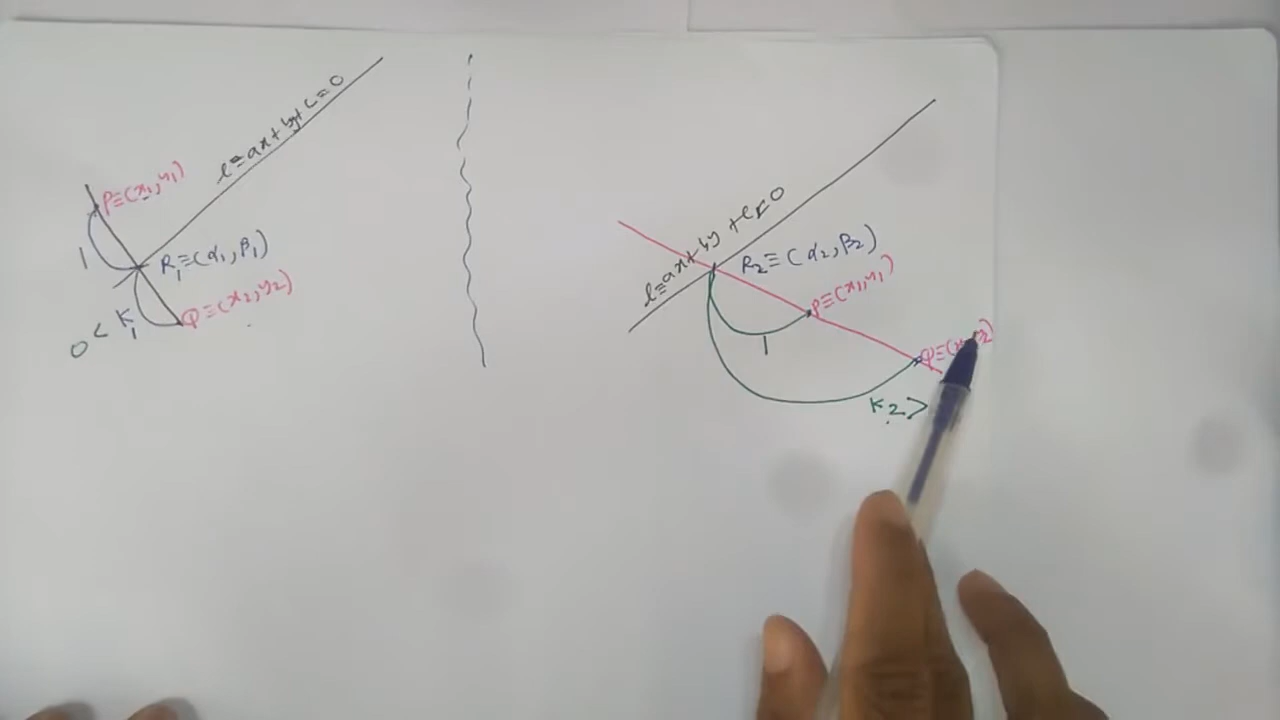 l≡ax+by+c=0
P≡(x₁,y₁)
1
R₁≡(α₁,β₁)
Q≡(x₂,y₂)
0<K₁
l≡ax+by+c=0
R₂≡(α₂,β₂)
P≡(x₁,y₁)
1
K₂>